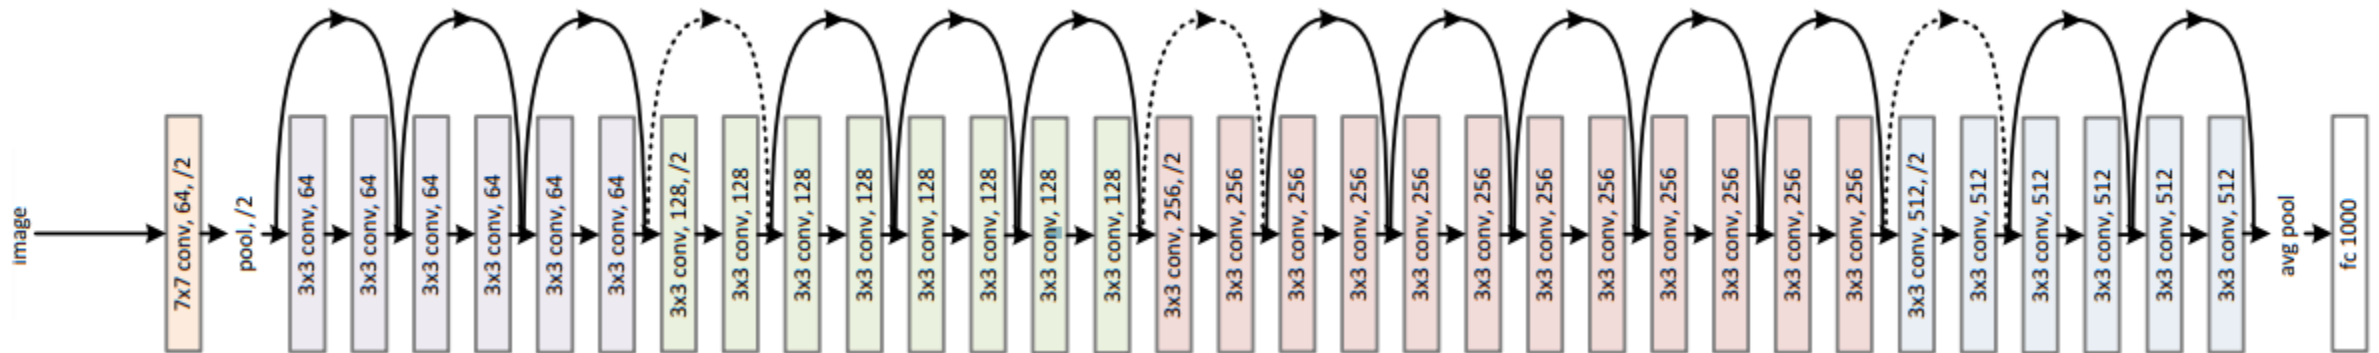 image
7x7 conv, 64, /2
pool, /2
3x3 conv, 64
3x3 conv, 64
3x3 conv, 64
3x3 conv, 64
3x3 conv, 64
3x3 conv, 64
3x3 conv, 128, /2
3x3 conv, 128
3x3 conv, 128
3x3 conv, 128
3x3 conv, 128
3x3 conv, 128
3x3 conv, 128
3x3 conv, 128
3x3 conv, 256, /2
3x3 conv, 256
3x3 conv, 256
3x3 conv, 256
3x3 conv, 256
3x3 conv, 256
3x3 conv, 256
3x3 conv, 256
3x3 conv, 256
3x3 conv, 256
3x3 conv, 256
3x3 conv, 256
3x3 conv, 512, /2
3x3 conv, 512
3x3 conv, 512
3x3 conv, 512
3x3 conv, 512
3x3 conv, 512
avg pool
fc 1000